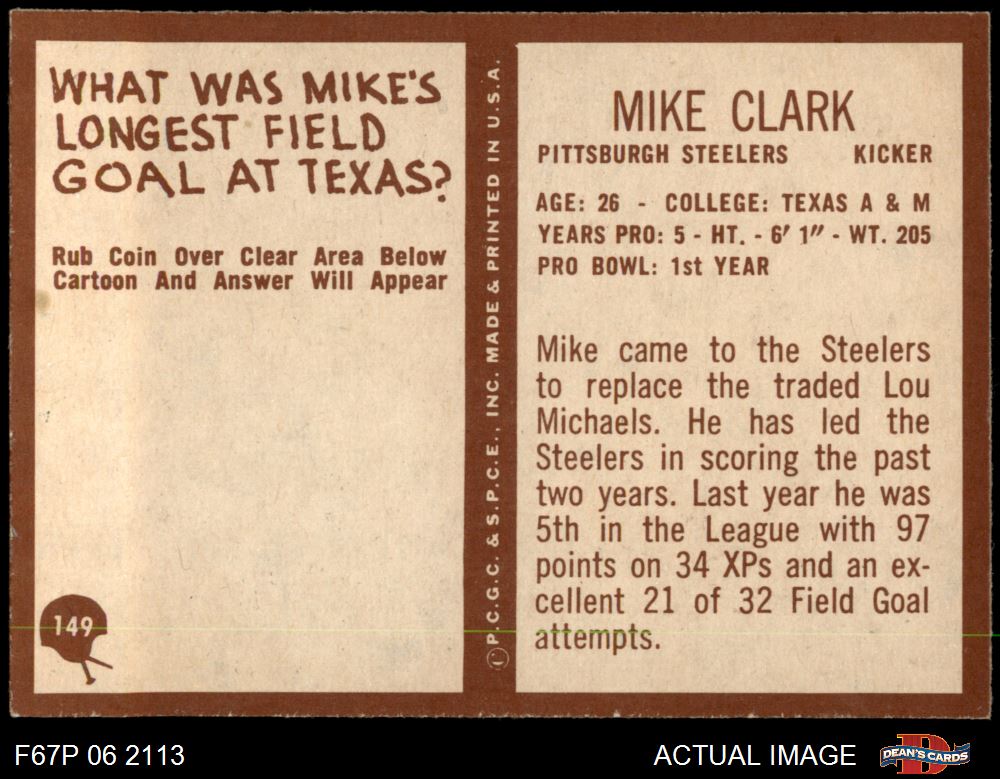 WHAT WAS MIKE'S
LONGEST FIELD
GOAL AT TEXAS?
Rub Coin Over Clear Area Below
Cartoon And Answer Will Appear
149
© P.C.G.C. & S.P.C.E., INC. MADE & PRINTED IN U.S.A.
MIKE CLARK
PITTSBURGH STEELERS KICKER
AGE: 26 - COLLEGE: TEXAS A & M
YEARS PRO: 5 - HT. - 6' 1" - WT. 205
PRO BOWL: 1st YEAR
Mike came to the Steelers
to replace the traded Lou
Michaels. He has led the
Steelers in scoring the past
two years. Last year he was
5th in the League with 97
points on 34 XPs and an ex-
cellent 21 of 32 Field Goal
attempts.
F67P 06 2113
ACTUAL IMAGE
D
DEAN'S CARDS